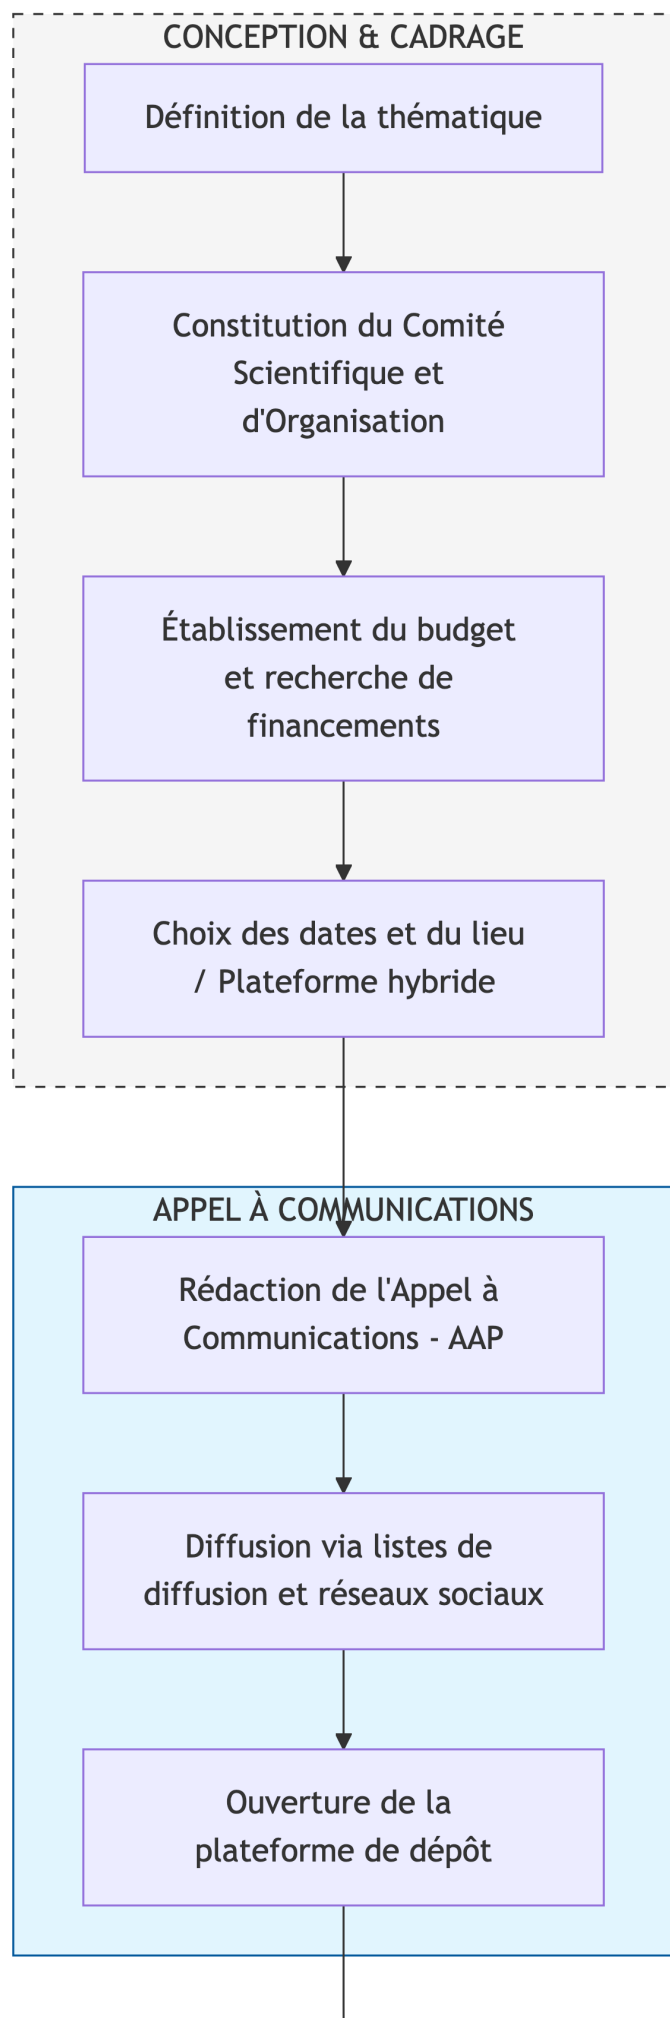 CONCEPTION & CADRAGE
Définition de la thématique
Constitution du Comité
Scientifique et
d'Organisation
Établissement du budget
et recherche de
financements
Choix des dates et du lieu
/ Plateforme hybride
APPEL À COMMUNICATIONS
Rédaction de l'Appel à
Communications - AAP
Diffusion via listes de
diffusion et réseaux sociaux
Ouverture de la
plateforme de dépôt